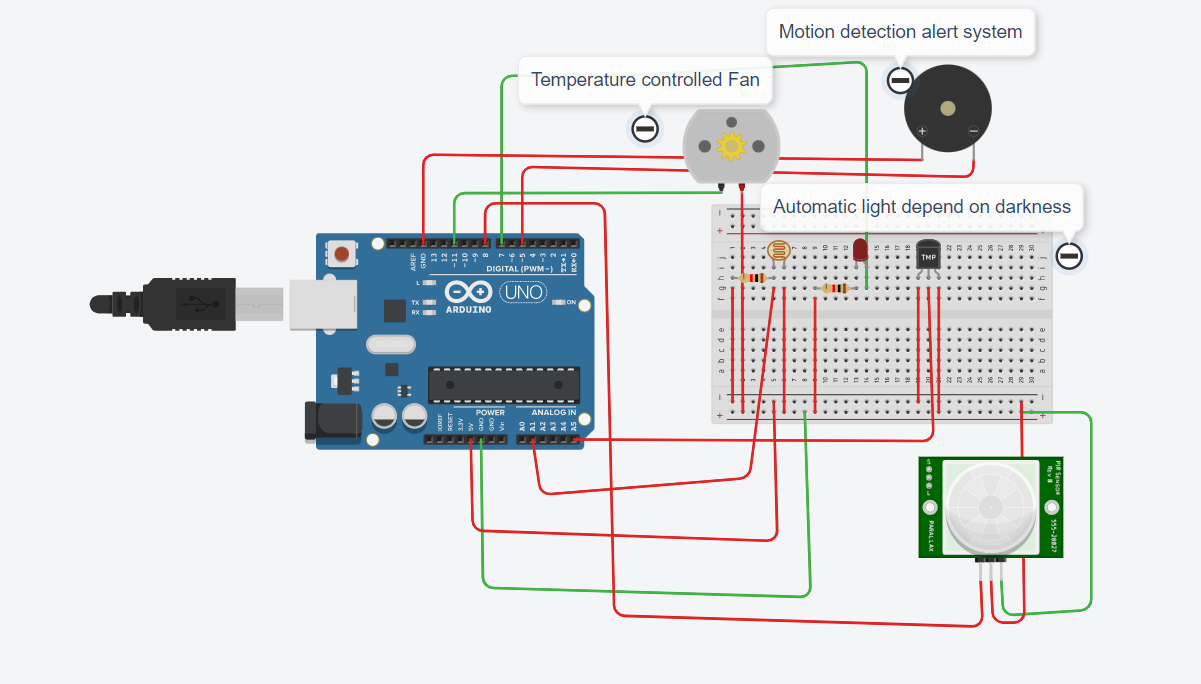 Motion detection alert system
Temperature controlled Fan
+ −
Automatic light depend on darkness
AREF GND 13 12 ~11 ~10 ~9 8 7 ~6 ~5 4 ~3 2 TX→1 RX←0
DIGITAL (PWM~)
L
TX
RX
ARDUINO
UNO
ON
POWER
ANALOG IN
IOREF RESET 3.3V 5V GND GND Vin A0 A1 A2 A3 A4 A5
TMP
j
i
h
g
f
e
d
c
b
a
PIR SENSOR
Rev B
555-28027
PARALLAX